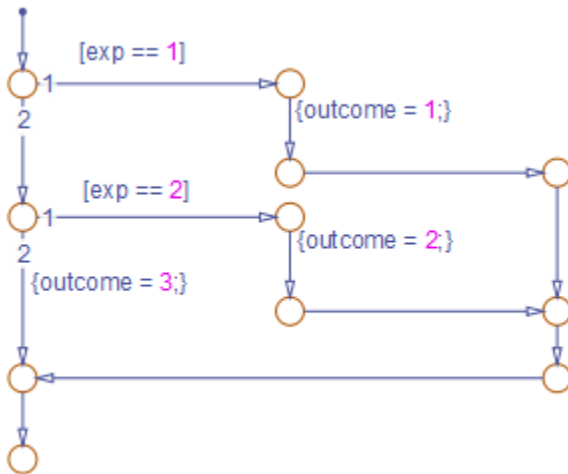 [exp == 1]
1
2
{outcome = 1;}
[exp == 2]
1
2
{outcome = 2;}
{outcome = 3;}